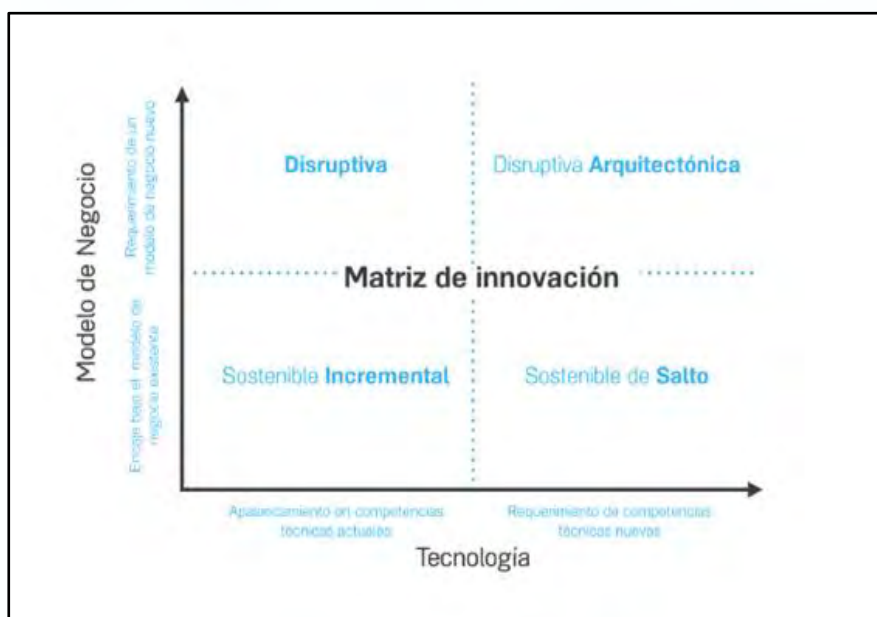 Modelo de Negocio
Requerimiento de un
modelo de negocio nuevo
Encaje bajo el modelo de
negocio existente
Disruptiva
Disruptiva Arquitectónica
Matriz de innovación
Sostenible Incremental
Sostenible de Salto
en competencias
técnicas actuales
Requerimiento de competencias
técnicas nuevas
Tecnología